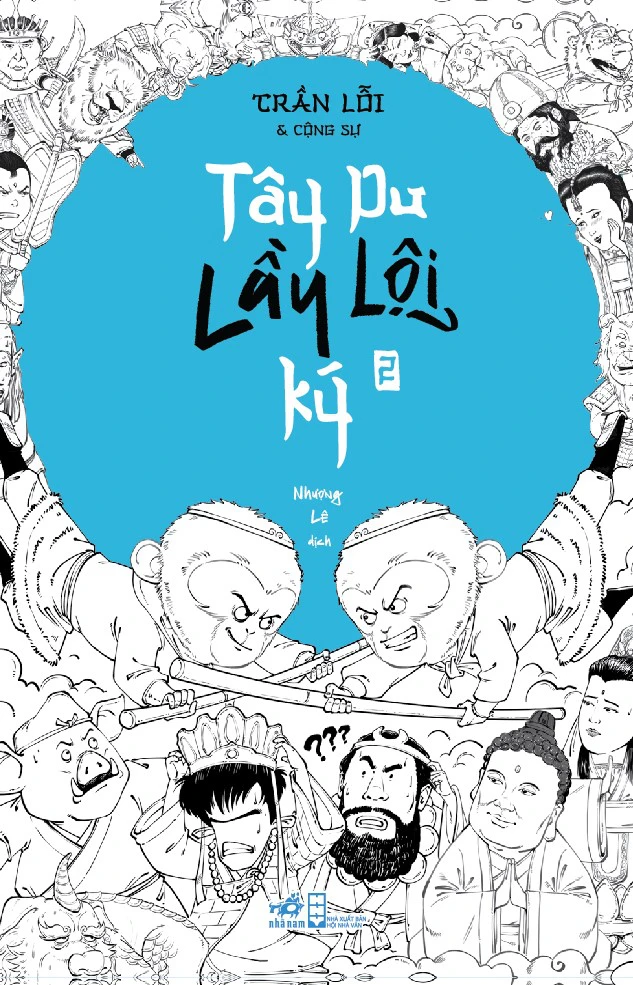 TRẦN LỖI
& CỘNG SỰ
Tây Du
Lầy Lội
ký 2
Nhượng
Lê
dịch
???
nhã nam
NHÀ XUẤT BẢN
HỘI NHÀ VĂN